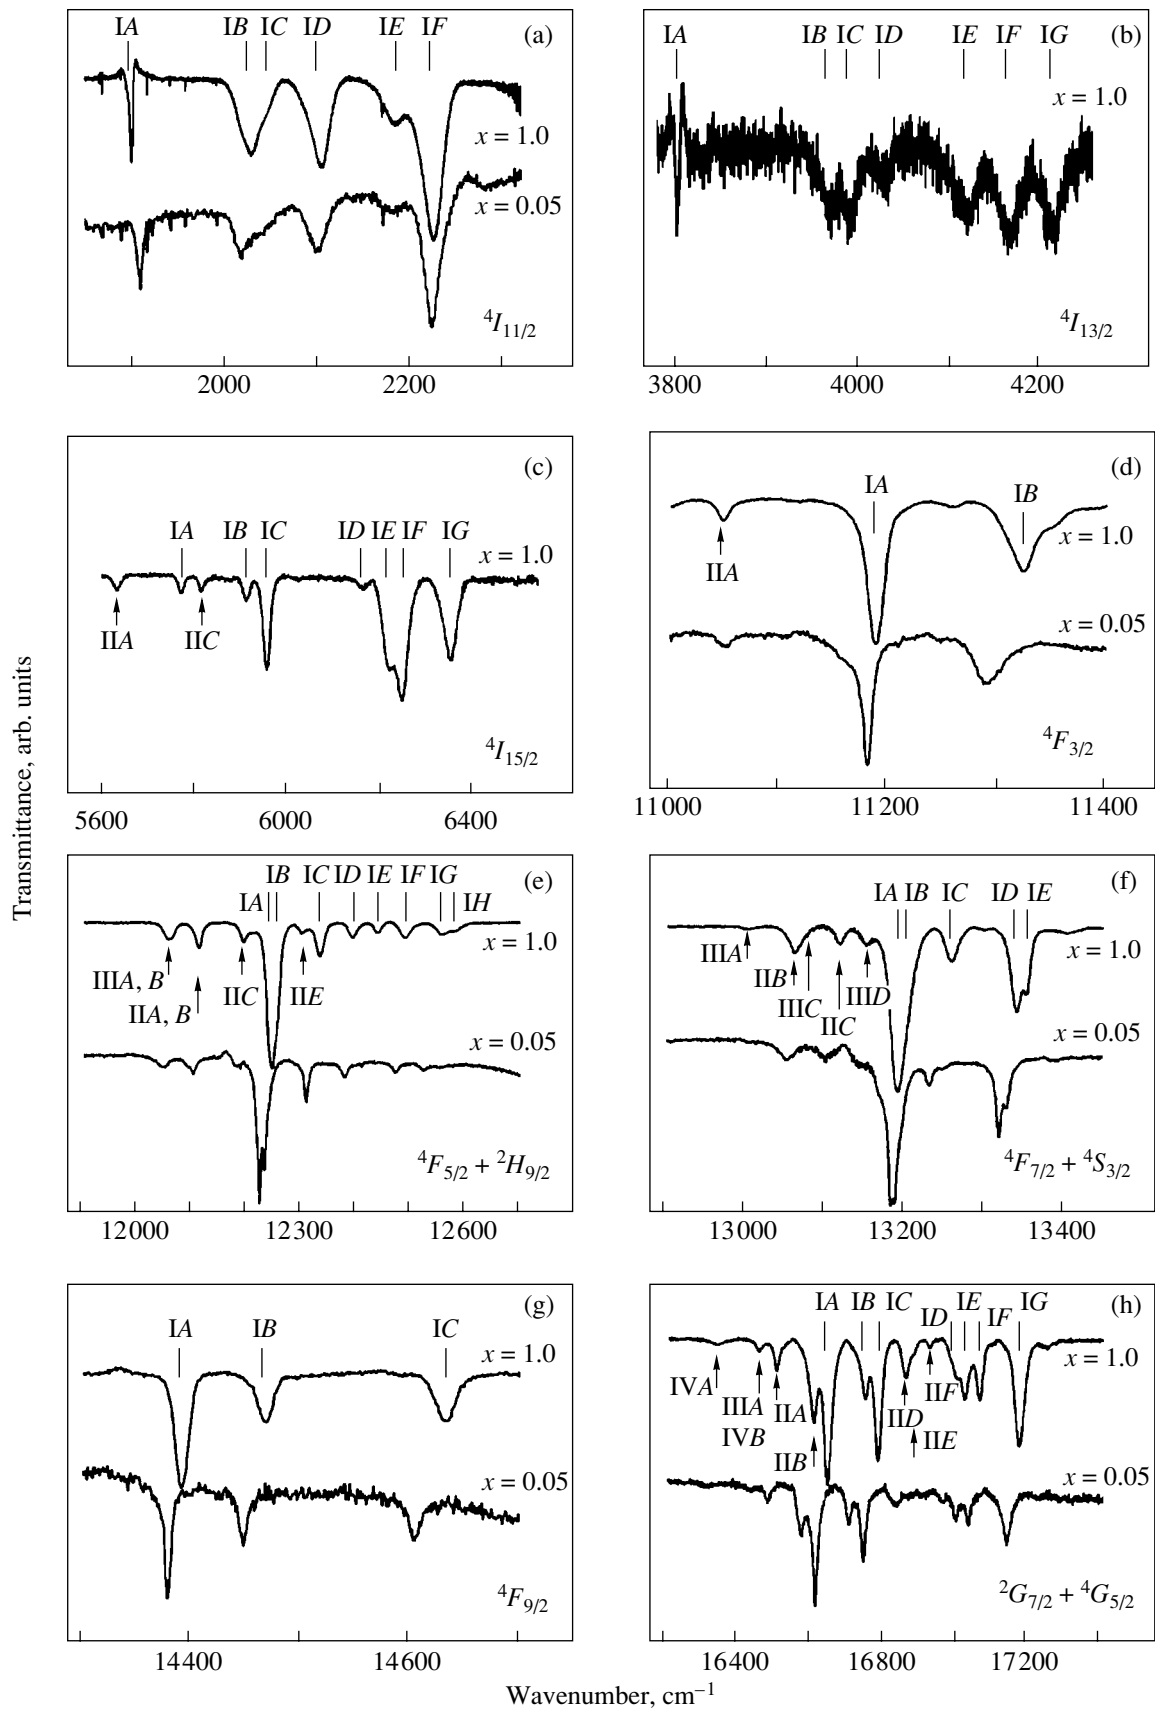 IA IB IC ID IE IF (a)
x = 1.0
x = 0.05
⁴I₁₁/₂
2000 2200
IA IB IC ID IE IF IG (b)
x = 1.0
⁴I₁₃/₂
3800 4000 4200
(c)
IA IB IC ID IE IF IG
x = 1.0
IIA IIC
⁴I₁₅/₂
5600 6000 6400
(d)
IA IB
x = 1.0
IIA
x = 0.05
⁴F₃/₂
11000 11200 11400
Transmittance, arb. units
IB IC ID IE IF IG (e)
IA IH
x = 1.0
IIIA, B IIC IIE
IIA, B
x = 0.05
⁴F₅/₂ + ²H₉/₂
12000 12300 12600
(f)
IA IB IC ID IE
x = 1.0
IIIA
IIB IIID
IIIC
IIC
x = 0.05
⁴F₇/₂ + ⁴S₃/₂
13000 13200 13400
(g)
IA IB IC
x = 1.0
x = 0.05
⁴F₉/₂
14400 14600
IA IB IC IE IG (h)
ID IF
x = 1.0
IVA IIF
IIIA IIA IID
IVB IIE
IIB
x = 0.05
²G₇/₂ + ⁴G₅/₂
16400 16800 17200
Wavenumber, cm⁻¹